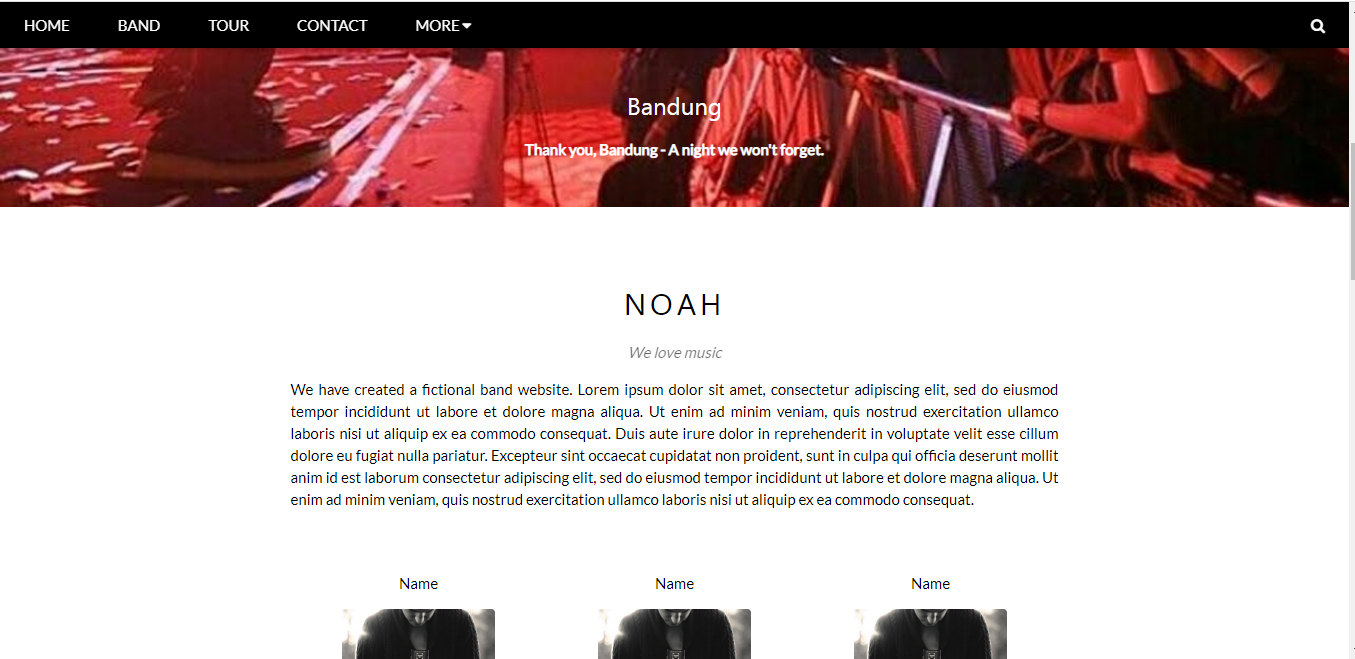 HOME BAND TOUR CONTACT MORE
Bandung
Thank you, Bandung - A night we won't forget.
NOAH
We love music
We have created a fictional band website. Lorem ipsum dolor sit amet, consectetur adipiscing elit, sed do eiusmod
tempor incididunt ut labore et dolore magna aliqua. Ut enim ad minim veniam, quis nostrud exercitation ullamco
laboris nisi ut aliquip ex ea commodo consequat. Duis aute irure dolor in reprehenderit in voluptate velit esse cillum
dolore eu fugiat nulla pariatur. Excepteur sint occaecat cupidatat non proident, sunt in culpa qui officia deserunt mollit
anim id est laborum consectetur adipiscing elit, sed do eiusmod tempor incididunt ut labore et dolore magna aliqua. Ut
enim ad minim veniam, quis nostrud exercitation ullamco laboris nisi ut aliquip ex ea commodo consequat.
Name Name Name